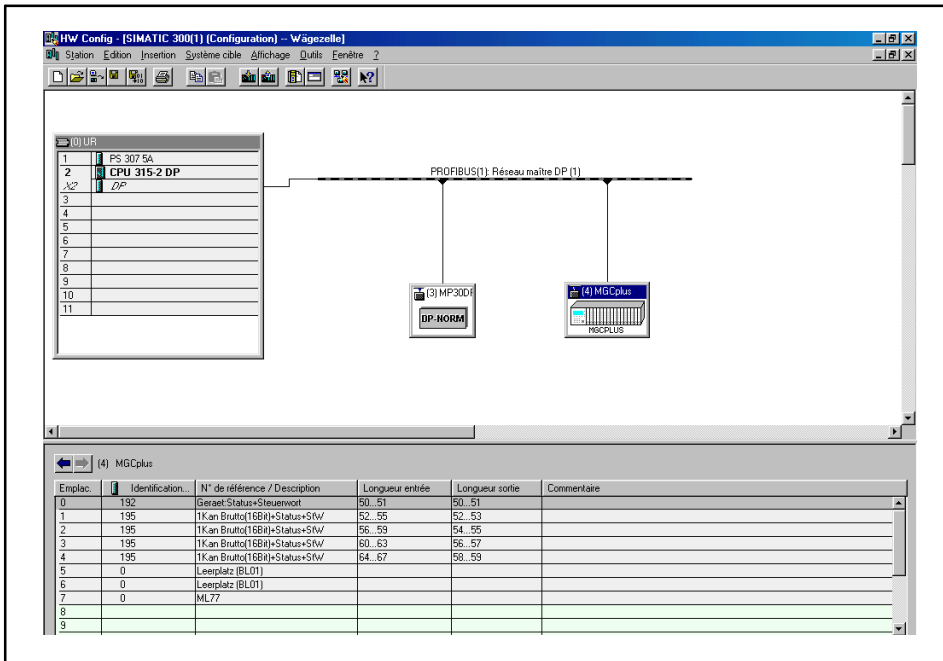 HW Config - [SIMATIC 300(1) (Configuration) -- Wägezelle]
Station Edition Insertion Système cible Affichage Outils Fenêtre ?
(0) UR
1 PS 307 5A
2 CPU 315-2 DP
X2 DP
3
4
5
6
7
8
9
10
11
PROFIBUS(1): Réseau maître DP (1)
(3) MP30DP
DP-NORM
(4) MGCplus
MGCPLUS
(4) MGCplus
Emplac. Identification... N° de référence / Description Longueur entrée Longueur sortie Commentaire
0 192 Geraet:Status+Steuerwort 50...51 50...51
1 195 1Kan Brutto(16Bit)+Status+StW 52...55 52...53
2 195 1Kan Brutto(16Bit)+Status+StW 56...59 54...55
3 195 1Kan Brutto(16Bit)+Status+StW 60...63 56...57
4 195 1Kan Brutto(16Bit)+Status+StW 64...67 58...59
5 0 Leerplatz (BL01)
6 0 Leerplatz (BL01)
7 0 ML77
8
9